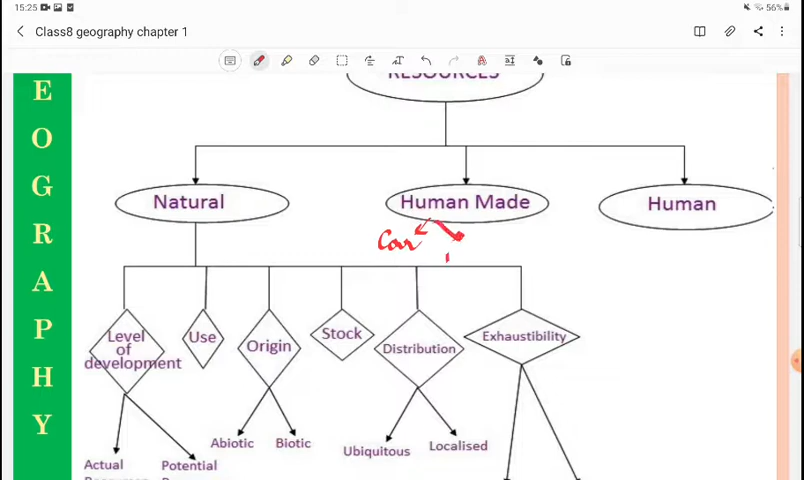 15:25
56%
Class8 geography chapter 1
RESOURCES
E
O
G
R
A
P
H
Y
Natural
Human Made
Human
Car
Level
of
development
Use
Origin
Stock
Distribution
Exhaustibility
Abiotic
Biotic
Ubiquitous
Localised
Actual
Potential